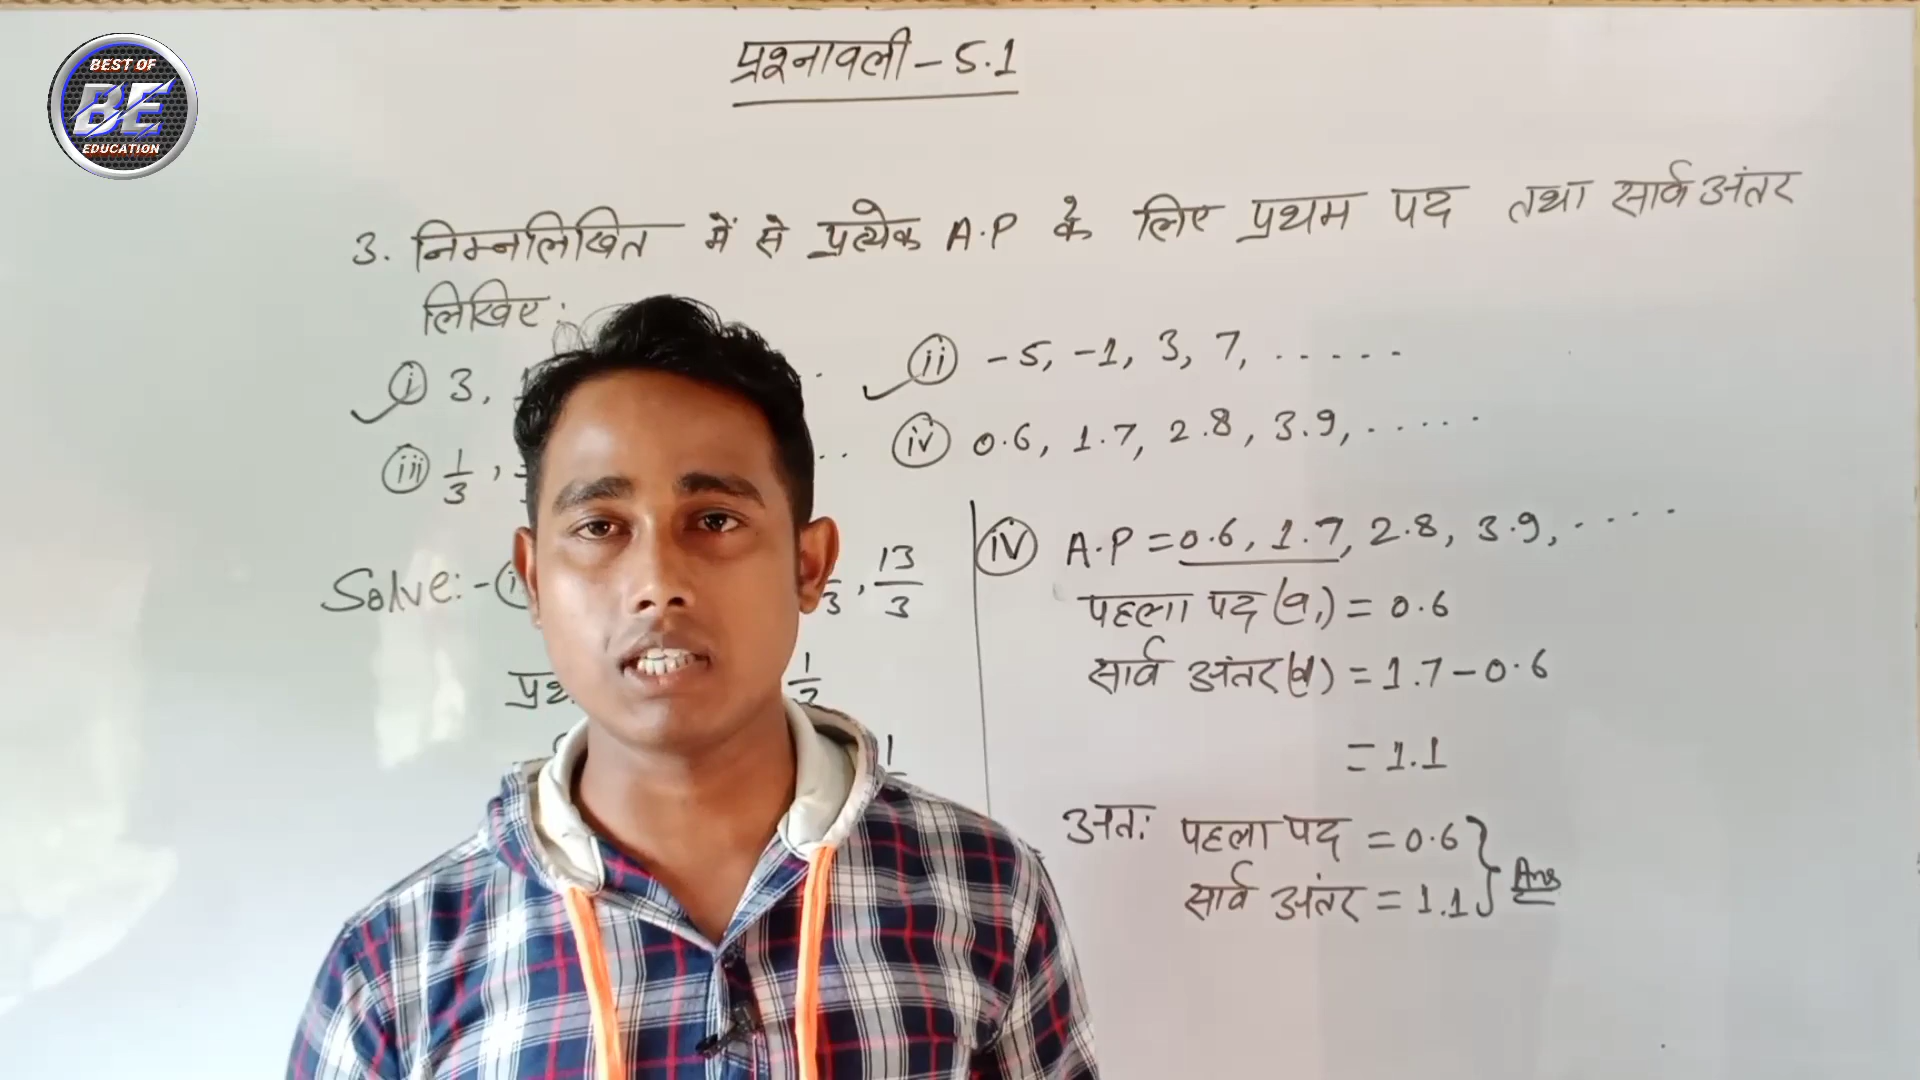 BEST OF
BE
EDUCATION
प्रश्नावली - 5.1
3. निम्नलिखित में से प्रत्येक A.P के लिए प्रथम पद तथा सार्व अंतर
लिखिए:
(i) 3,
(ii) -5, -1, 3, 7, .....
(iii) 1/3,
(iv) 0.6, 1.7, 2.8, 3.9, .....
Solve:-
/3, 13/3
(iv) A.P = 0.6, 1.7, 2.8, 3.9, ....
पहला पद (a₁) = 0.6
सार्व अंतर (d) = 1.7 - 0.6
= 1.1
अतः पहला पद = 0.6
सार्व अंतर = 1.1 } Ans